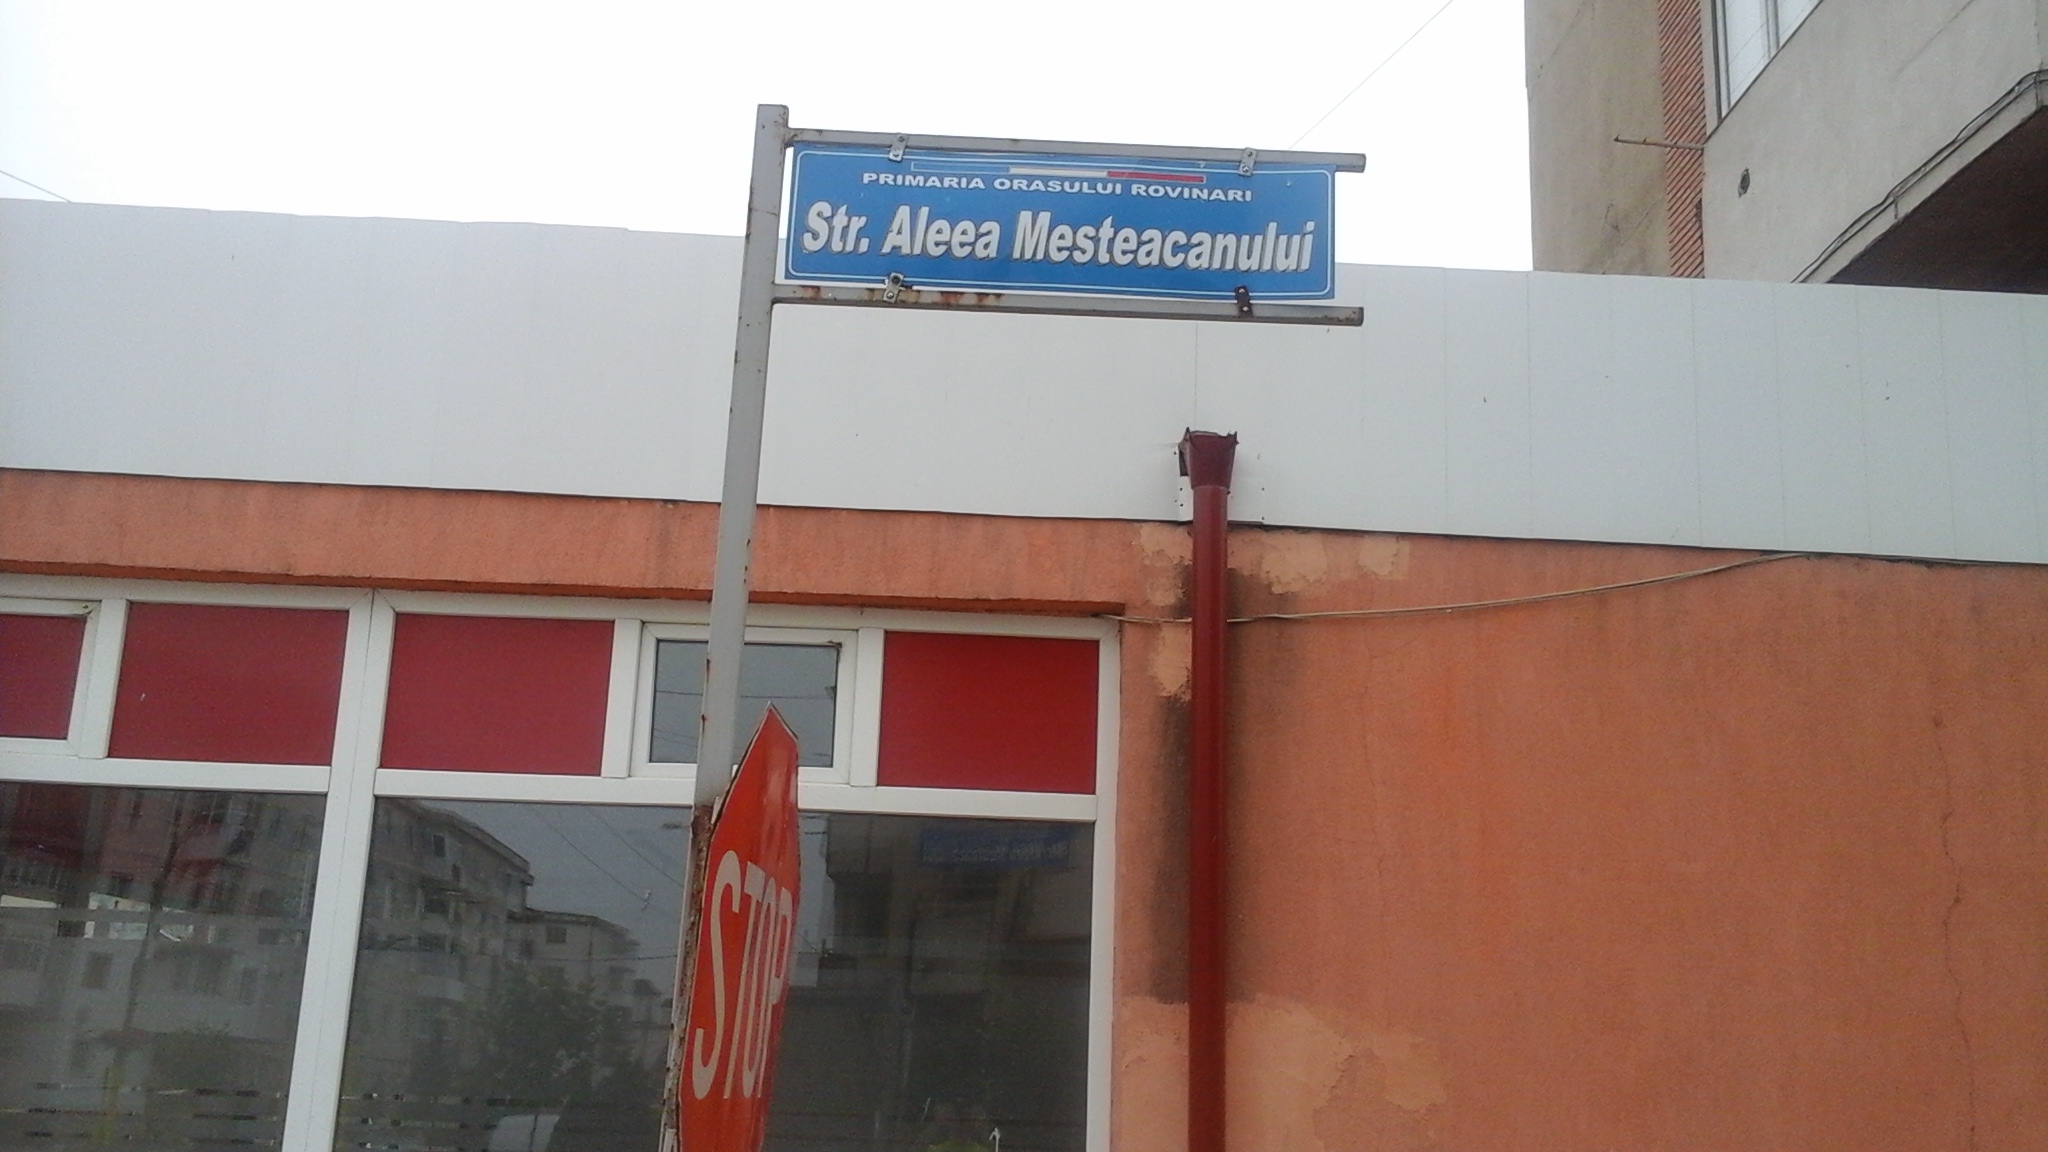 PRIMARIA ORASULUI ROVINARI
Str. Aleea Mesteacanului
STOP